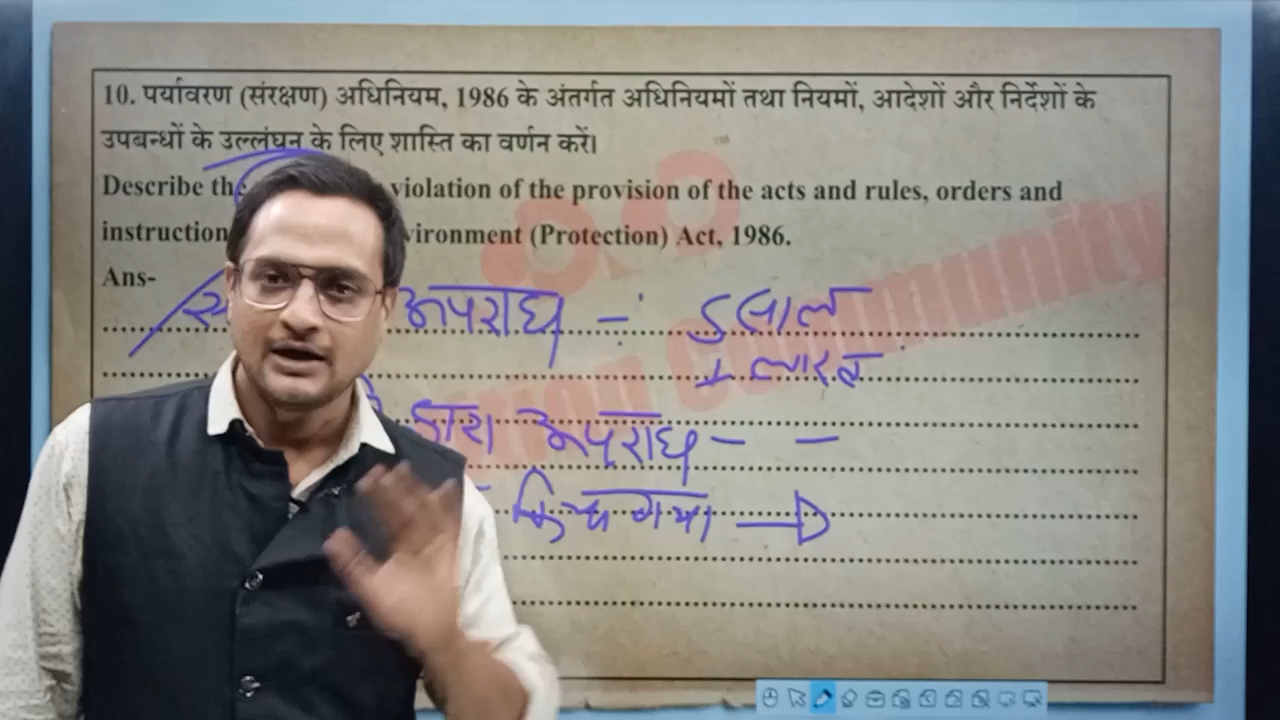 10. पर्यावरण (संरक्षण) अधिनियम, 1986 के अंतर्गत अधिनियमों तथा नियमों, आदेशों और निर्देशों के
उपबन्धों के उल्लंघन के लिए शास्ति का वर्णन करें।
Describe the violation of the provision of the acts and rules, orders and
instruction vironment (Protection) Act, 1986.
Ans-
अपराध - : 5 साल
1 लाख
द्वारा अपराध - -
किया गया
Community